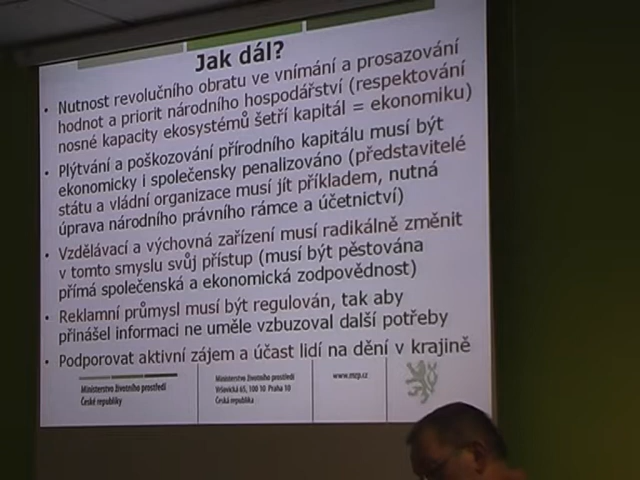 Jak dál?
• Nutnost revolučního obratu ve vnímání a prosazování
hodnot a priorit národního hospodářství (respektování
nosné kapacity ekosystémů šetří kapitál = ekonomiku)
• Plýtvání a poškozování přírodního kapitálu musí být
ekonomicky i společensky penalizováno (představitelé
státu a vládní organizace musí jít příkladem, nutná
úprava národního právního rámce a účetnictví)
• Vzdělávací a výchovná zařízení musí radikálně změnit
v tomto smyslu svůj přístup (musí být pěstována
přímá společenská a ekonomická zodpovědnost)
• Reklamní průmysl musí být regulován, tak aby
přinášel informaci ne uměle vzbuzoval další potřeby
• Podporovat aktivní zájem a účast lidí na dění v krajině
Ministerstvo životního prostředí
České republiky
Ministerstvo životního prostředí
Vršovická 65, 100 10 Praha 10
Česká republika
www.mzp.cz